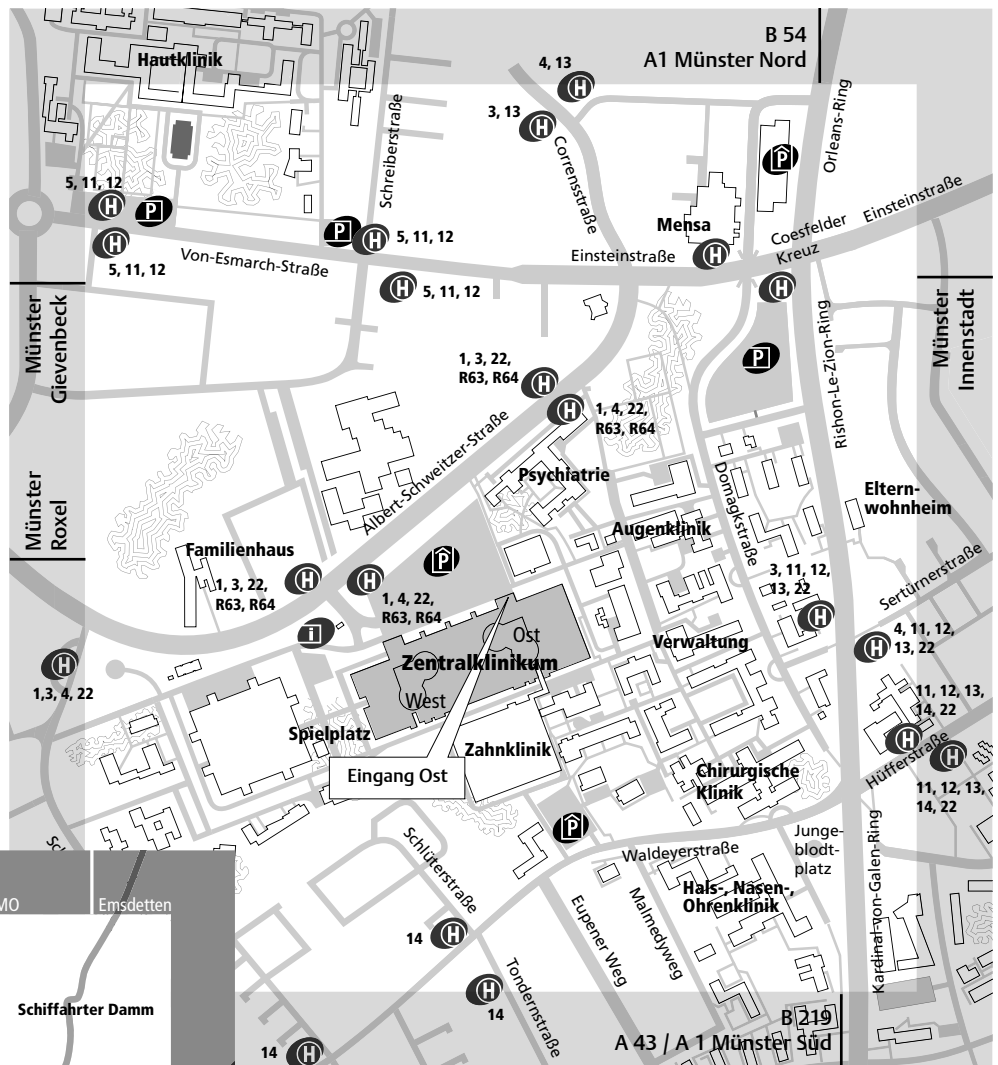 B 54
A1 Münster Nord
Hautklinik
4, 13
3, 13
Orleans-Ring
Schreiberstraße
Corrensstraße
P
5, 11, 12
H
H
H
P
P
H
5, 11, 12
H
5, 11, 12
Von-Esmarch-Straße
H
5, 11, 12
Mensa
H
Einsteinstraße
Coesfelder
Kreuz
Einsteinstraße
H
P
Münster
Gievenbeck
Münster
Innenstadt
Rishon-Le-Zion-Ring
1, 3, 22,
R63, R64
H
H
1, 4, 22,
R63, R64
Albert-Schweitzer-Straße
Psychiatrie
Domagkstraße
Eltern-
wohnheim
Münster
Roxel
Augenklinik
Familienhaus
1, 3, 22,
R63, R64
H
H
1, 4, 22,
R63, R64
P
i
3, 11, 12,
13, 22
H
Sertürnerstraße
H
4, 11, 12,
13, 22
Ost
Zentralklinikum
West
Verwaltung
H
1,3, 4, 22
11, 12, 13,
14, 22
H
H
11, 12, 13,
14, 22
Hüfferstraße
Spielplatz
Zahnklinik
Eingang Ost
Chirurgische
Klinik
P
Waldeyerstraße
Junge-
blodt-
platz
Schlüterstraße
Hals-, Nasen-,
Ohrenklinik
Kardinal-von-Galen-Ring
Eupener Weg
Malmedyweg
14
H
Tondernstraße
H
14
14
H
Emsdetten
Schiffahrter Damm
B 219
A 43 / A 1 Münster Süd